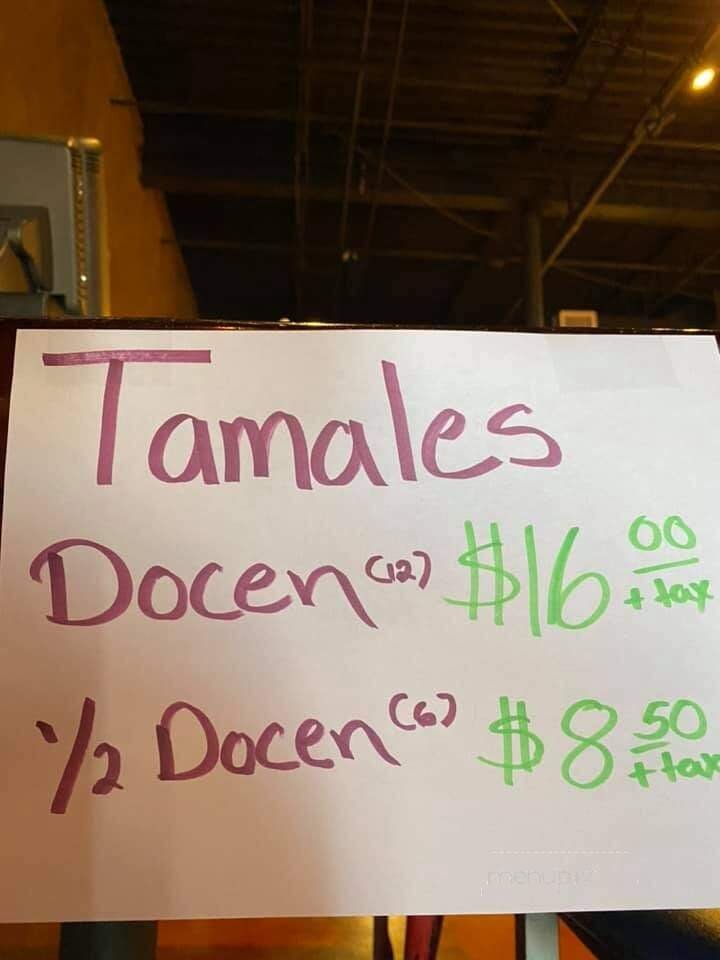 Tamales
Docen (12) $16 00 + tax
1/2 Docen (6) $8 50 + tax